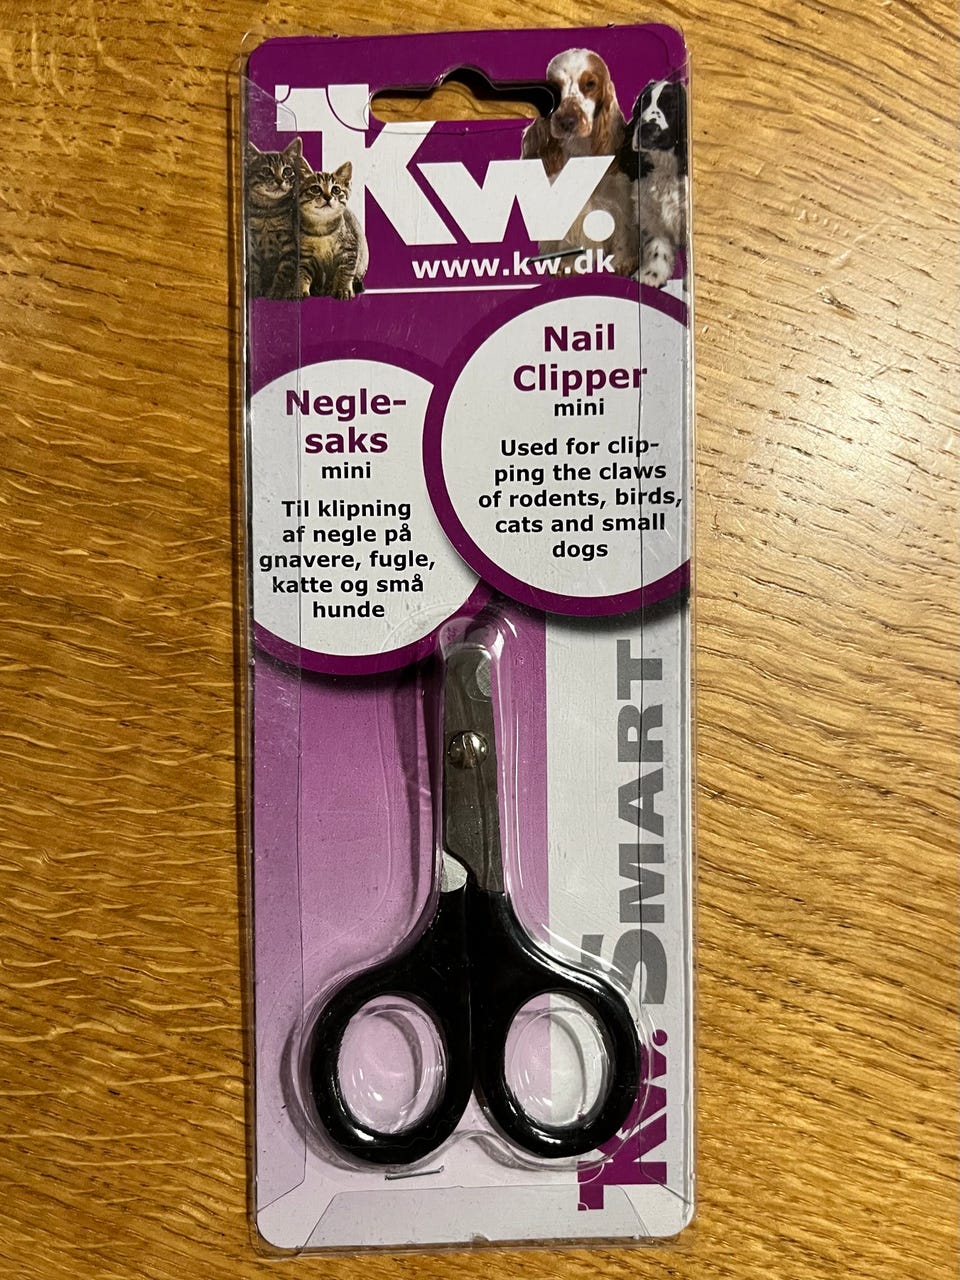 KW.
www.kw.dk
Nail
Clipper
mini
Used for clip-
ping the claws
of rodents, birds,
cats and small
dogs
Negle-
saks
mini
Til klipning
af negle på
gnavere, fugle,
katte og små
hunde
KW. SMART